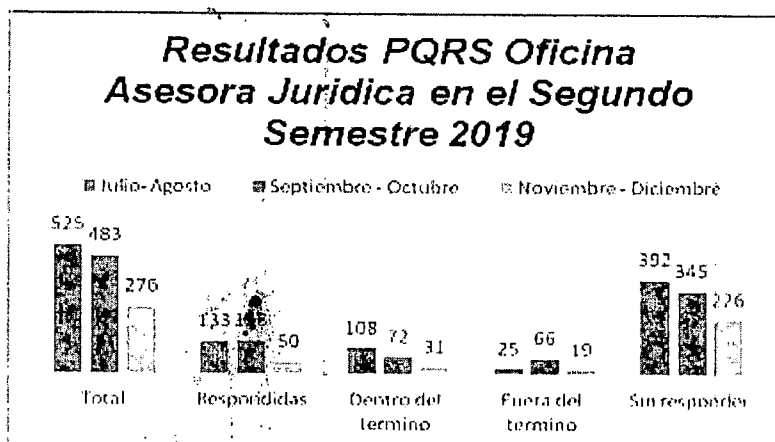 Resultados PQRS Oficina
Asesora Juridica en el Segundo
Semestre 2019
Julio- Agosto Septiembre - Octubre Noviembre - Diciembre
525 483 276
133 50
108 72 31
25 66 19
392 345 226
Total Respondidas Dentro del Fuera del Sin responder
termino termino